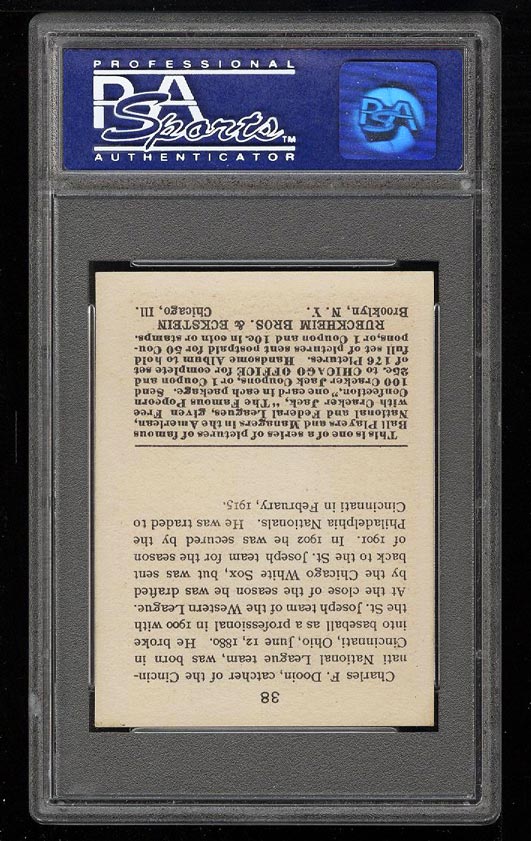 PROFESSIONAL
PSA
Sports TM
AUTHENTICATOR
PSA
38
Charles F. Dooin, catcher of the Cincin-
nati National League team, was born in
Cincinnati, Ohio, June 12, 1880. He broke
into baseball as a professional in 1900 with
the St. Joseph team of the Western League.
At the close of the season he was drafted
by the Chicago White Sox, but was sent
back to the St. Joseph team for the season
of 1901. In 1902 he was secured by the
Philadelphia Nationals. He was traded to
Cincinnati in February, 1915.
This is one of a series of pictures of famous
Ball Players and Managers in the American,
National and Federal Leagues, given Free
with Cracker Jack, "The Famous Popcorn
Confection," one card in each package. Send
100 Cracker Jack Coupons, or 1 Coupon and
25c. to CHICAGO OFFICE for complete set
of 176 Pictures. Handsome Album to hold
full set of pictures sent postpaid for 50 Cou-
pons, or 1 Coupon and 10c. in coin or stamps.
RUECKHEIM BROS. & ECKSTEIN
Brooklyn, N. Y. Chicago, Ill.